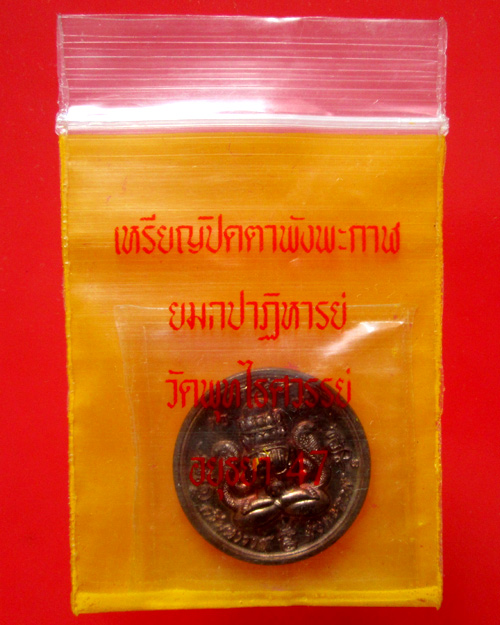 เหรียญปิดตาพังพะกาฬ
ยมกปาฏิหารย์
วัดพุทไธศวรรย์
อยุธยา 47